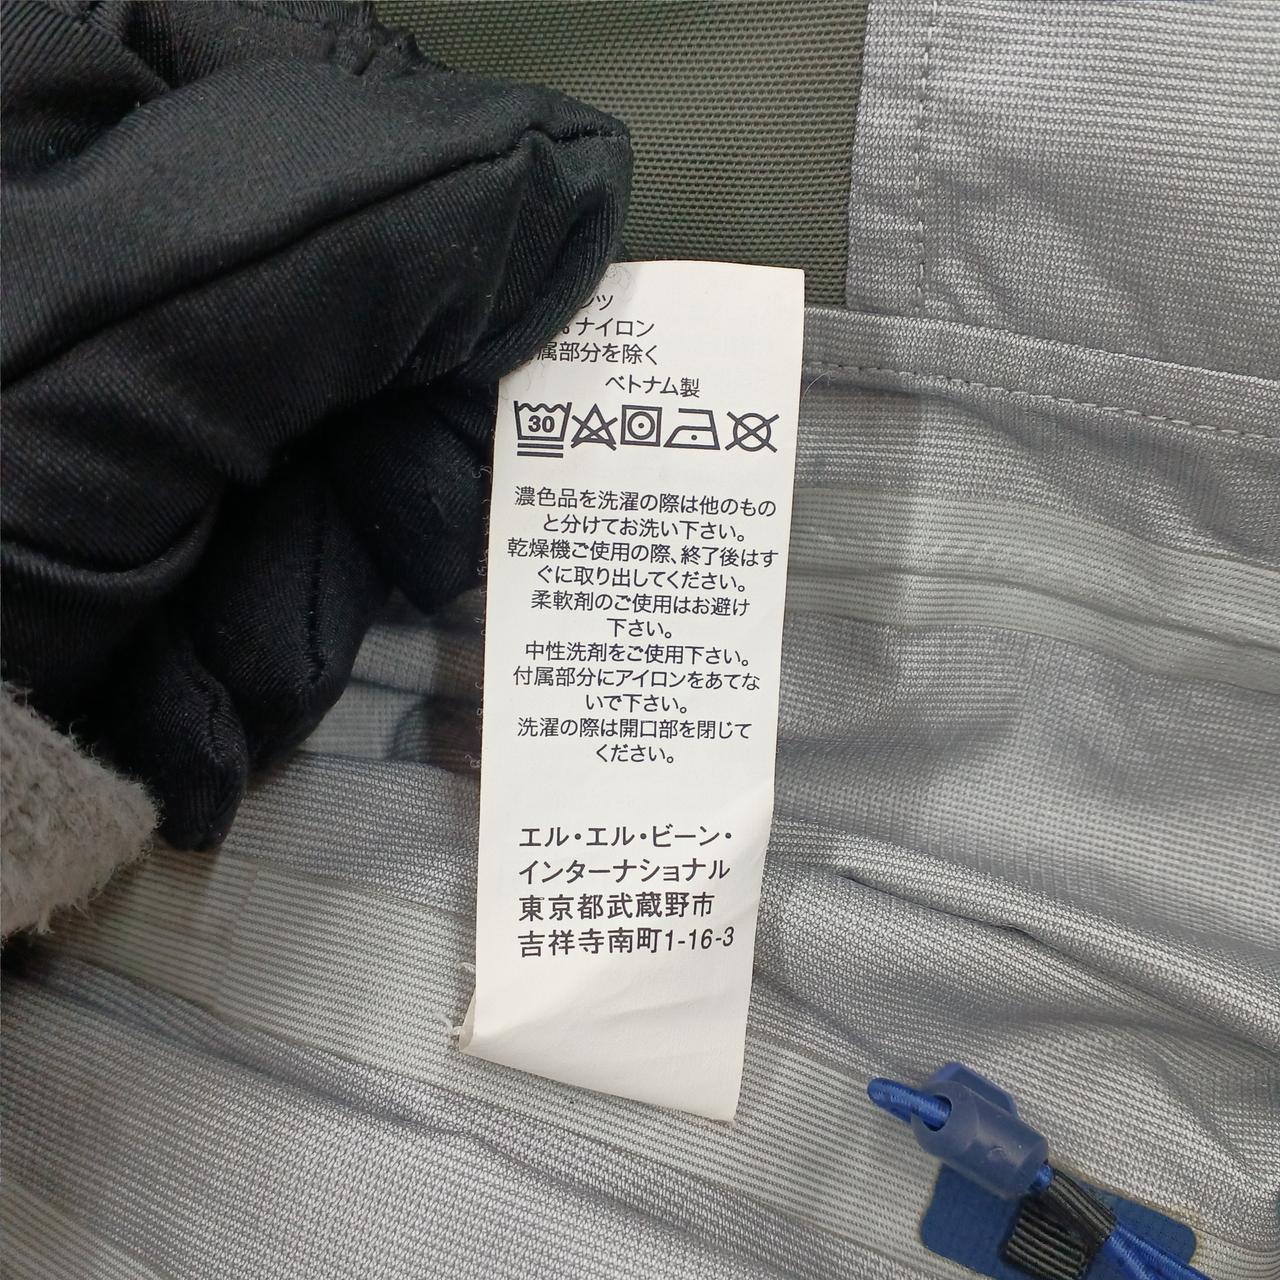 ナイロン
属部分を除く
ベトナム製
30
濃色品を洗濯の際は他のもの
と分けてお洗い下さい。
乾燥機ご使用の際、終了後はす
ぐに取り出してください。
柔軟剤のご使用はお避け
下さい。
中性洗剤をご使用下さい。
付属部分にアイロンをあてな
いで下さい。
洗濯の際は開口部を閉じて
ください。
エル・エル・ビーン・
インターナショナル
東京都武蔵野市
吉祥寺南町1-16-3